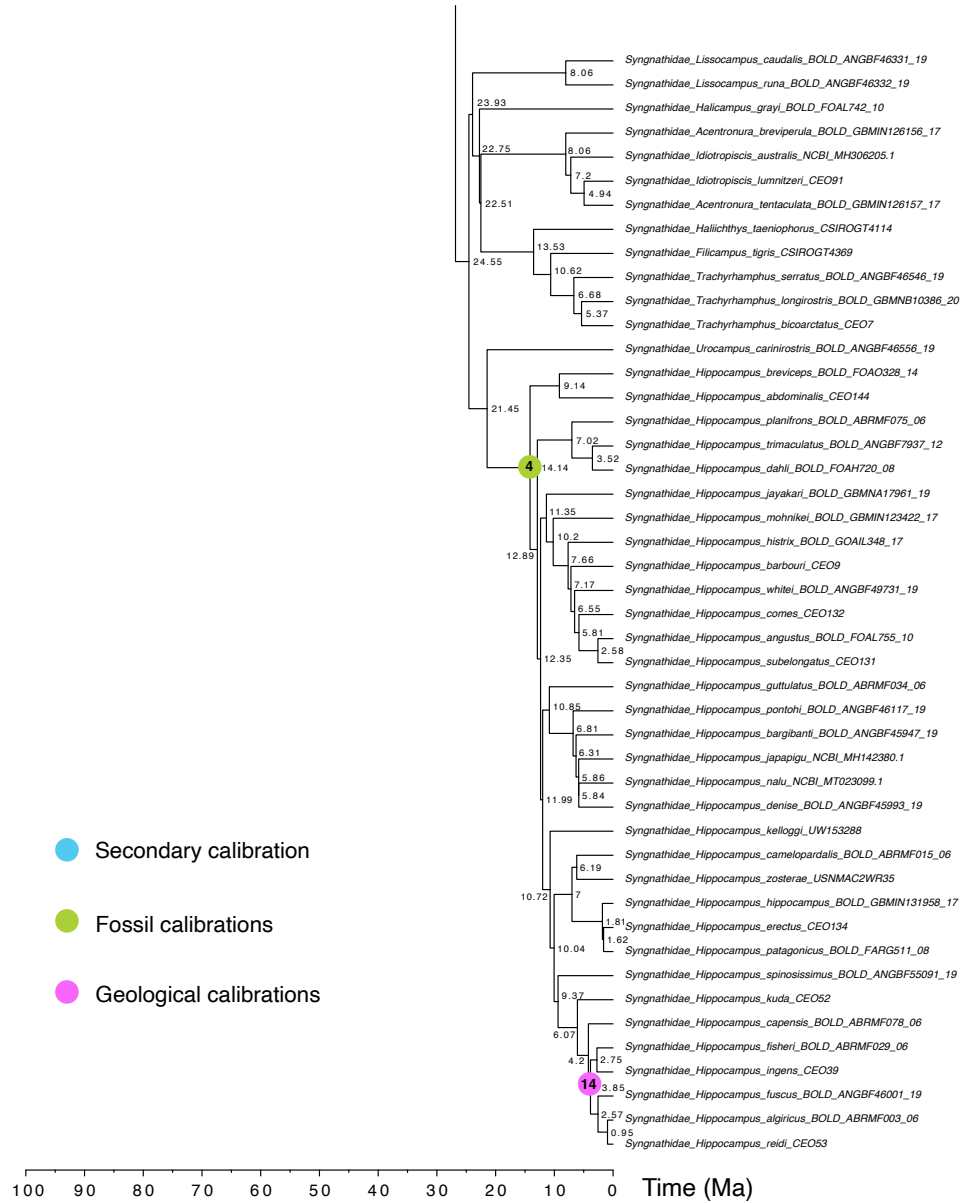 Syngnathidae_Lissocampus_caudalis_BOLD_ANGBF46331_19
8.06
Syngnathidae_Lissocampus_runa_BOLD_ANGBF46332_19
23.93
Syngnathidae_Halicampus_grayi_BOLD_FOAL742_10
Syngnathidae_Acentronura_breviperula_BOLD_GBMIN126156_17
22.75
8.06
Syngnathidae_Idiotropiscis_australis_NCBI_MH306205.1
7.2
Syngnathidae_Idiotropiscis_lumnitzeri_CEO91
4.94
22.51
Syngnathidae_Acentronura_tentaculata_BOLD_GBMIN126157_17
Syngnathidae_Haliichthys_taeniophorus_CSIROGT4114
13.53
Syngnathidae_Filicampus_tigris_CSIROGT4369
24.55
10.62
Syngnathidae_Trachyrhamphus_serratus_BOLD_ANGBF46546_19
6.68
Syngnathidae_Trachyrhamphus_longirostris_BOLD_GBMNB10386_20
5.37
Syngnathidae_Trachyrhamphus_bicoarctatus_CEO7
Syngnathidae_Urocampus_carinirostris_BOLD_ANGBF46556_19
Syngnathidae_Hippocampus_breviceps_BOLD_FOAO328_14
9.14
Syngnathidae_Hippocampus_abdominalis_CEO144
21.45
Syngnathidae_Hippocampus_planifrons_BOLD_ABRMF075_06
7.02
Syngnathidae_Hippocampus_trimaculatus_BOLD_ANGBF7937_12
3.52
4
14.14
Syngnathidae_Hippocampus_dahli_BOLD_FOAH720_08
Syngnathidae_Hippocampus_jayakari_BOLD_GBMNA17961_19
11.35
Syngnathidae_Hippocampus_mohnikei_BOLD_GBMIN123422_17
10.2
Syngnathidae_Hippocampus_histrix_BOLD_GOAIL348_17
12.89
7.66
Syngnathidae_Hippocampus_barbouri_CEO9
7.17
Syngnathidae_Hippocampus_whitei_BOLD_ANGBF49731_19
6.55
Syngnathidae_Hippocampus_comes_CEO132
5.81
Syngnathidae_Hippocampus_angustus_BOLD_FOAL755_10
2.58
12.35
Syngnathidae_Hippocampus_subelongatus_CEO131
Syngnathidae_Hippocampus_guttulatus_BOLD_ABRMF034_06
10.85
Syngnathidae_Hippocampus_pontohi_BOLD_ANGBF46117_19
6.81
Syngnathidae_Hippocampus_bargibanti_BOLD_ANGBF45947_19
6.31
Syngnathidae_Hippocampus_japapigu_NCBI_MH142380.1
5.86
Syngnathidae_Hippocampus_nalu_NCBI_MT023099.1
11.99
5.84
Syngnathidae_Hippocampus_denise_BOLD_ANGBF45993_19
Syngnathidae_Hippocampus_kelloggi_UW153288
Syngnathidae_Hippocampus_camelopardalis_BOLD_ABRMF015_06
6.19
Syngnathidae_Hippocampus_zosterae_USNMAC2WR35
10.72
7
Syngnathidae_Hippocampus_hippocampus_BOLD_GBMIN131958_17
1.81
Syngnathidae_Hippocampus_erectus_CEO134
1.62
10.04
Syngnathidae_Hippocampus_patagonicus_BOLD_FARG511_08
Syngnathidae_Hippocampus_spinosissimus_BOLD_ANGBF55091_19
9.37
Syngnathidae_Hippocampus_kuda_CEO52
6.07
Syngnathidae_Hippocampus_capensis_BOLD_ABRMF078_06
Syngnathidae_Hippocampus_fisheri_BOLD_ABRMF029_06
4.2
2.75
Syngnathidae_Hippocampus_ingens_CEO39
14
3.85
Syngnathidae_Hippocampus_fuscus_BOLD_ANGBF46001_19
2.57
Syngnathidae_Hippocampus_algiricus_BOLD_ABRMF003_06
0.95
Syngnathidae_Hippocampus_reidi_CEO53
Secondary calibration
Fossil calibrations
Geological calibrations
100 90 80 70 60 50 40 30 20 10 0 Time (Ma)